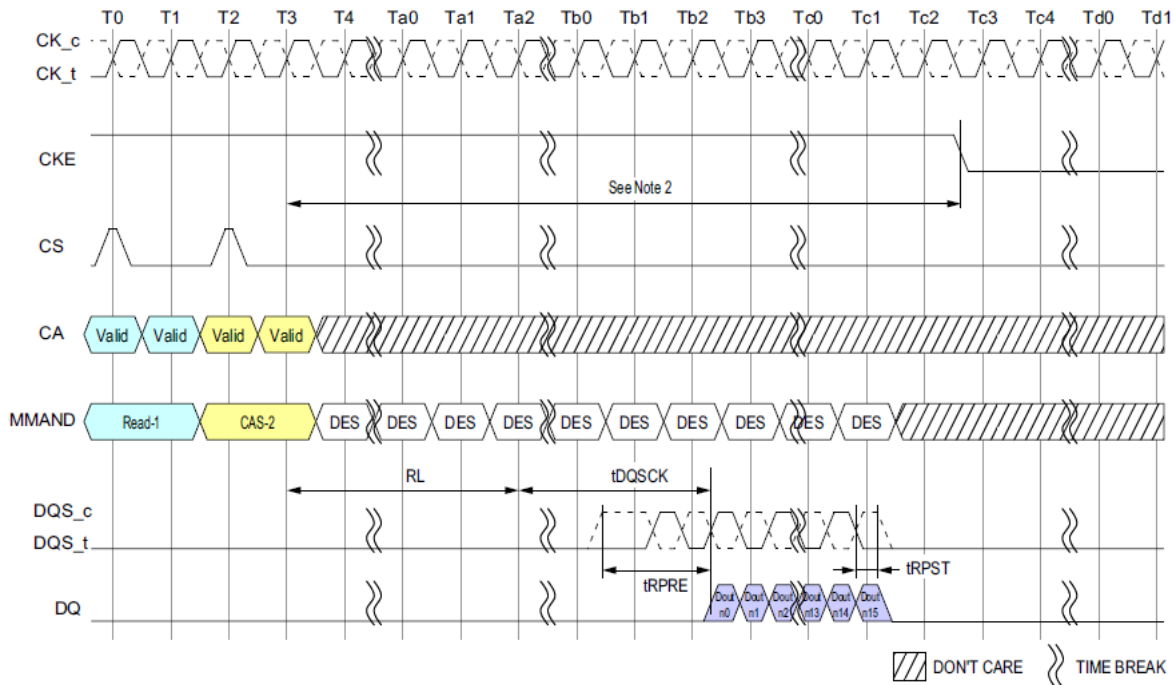 T0 T1 T2 T3 T4 Ta0 Ta1 Ta2 Tb0 Tb1 Tb2 Tb3 Tc0 Tc1 Tc2 Tc3 Tc4 Td0 Td1
CK_c
CK_t
CKE
See Note 2
CS
CA Valid Valid Valid Valid
MMAND Read-1 CAS-2 DES DES DES DES DES DES DES DES DES DES
RL tDQSCK
DQS_c
DQS_t
tRPRE tRPST
DQ Dout n0 Dout n1 Dout n2 Dout n13 Dout n14 Dout n15
DON'T CARE TIME BREAK